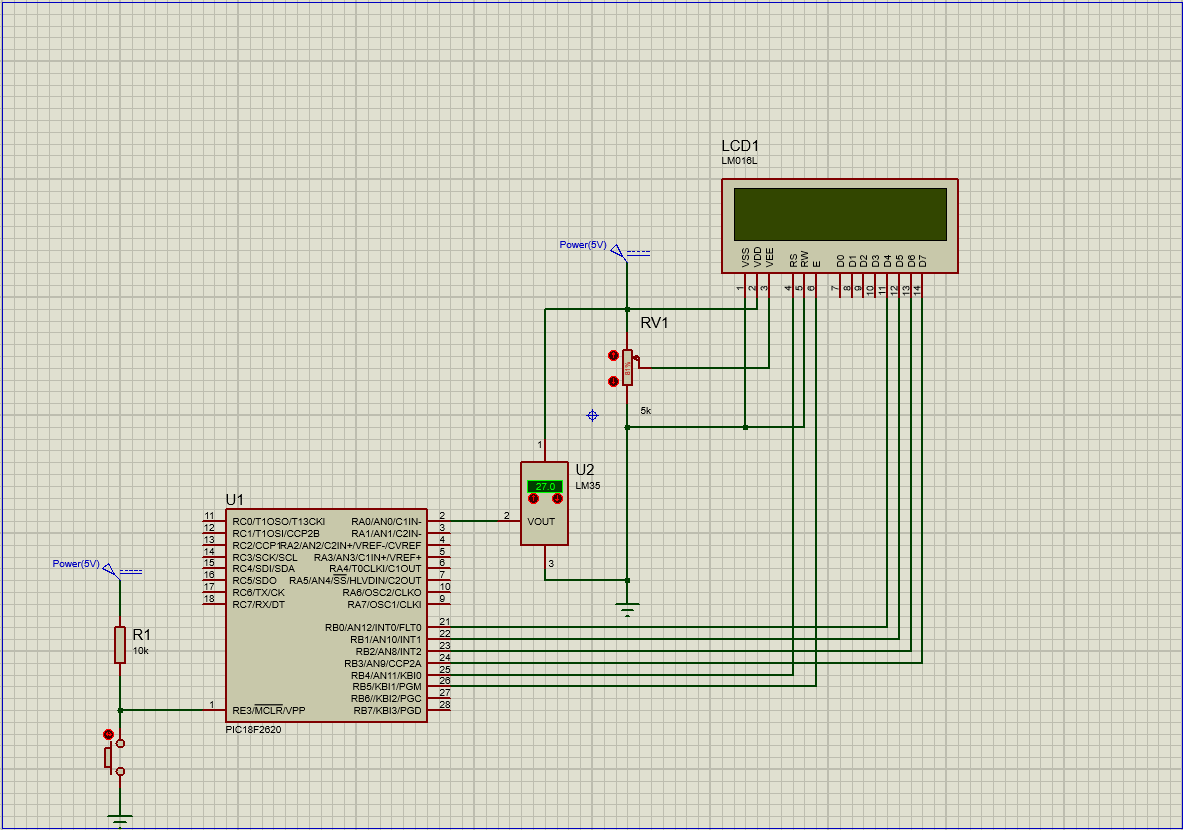 LCD1
LM016L
VSS
VDD
VEE
RS
RW
E
D0
D1
D2
D3
D4
D5
D6
D7
1
2
3
4
5
6
7
8
9
10
11
12
13
14
Power(5V)
RV1
81%
5k
1
U2
27.0
LM35
2
VOUT
3
U1
11 RC0/T1OSO/T13CKI RA0/AN0/C1IN- 2
12 RC1/T1OSI/CCP2B RA1/AN1/C2IN- 3
13 RC2/CCP1 RA2/AN2/C2IN+/VREF-/CVREF 4
14 RC3/SCK/SCL RA3/AN3/C1IN+/VREF+ 5
15 RC4/SDI/SDA RA4/T0CLKI/C1OUT 6
16 RC5/SDO RA5/AN4/SS/HLVDIN/C2OUT 7
17 RC6/TX/CK RA6/OSC2/CLKO 10
18 RC7/RX/DT RA7/OSC1/CLKI 9
RB0/AN12/INT0/FLT0 21
RB1/AN10/INT1 22
RB2/AN8/INT2 23
RB3/AN9/CCP2A 24
RB4/AN11/KBI0 25
RB5/KBI1/PGM 26
RB6//KBI2/PGC 27
1 RE3/MCLR/VPP RB7/KBI3/PGD 28
PIC18F2620
Power(5V)
R1
10k